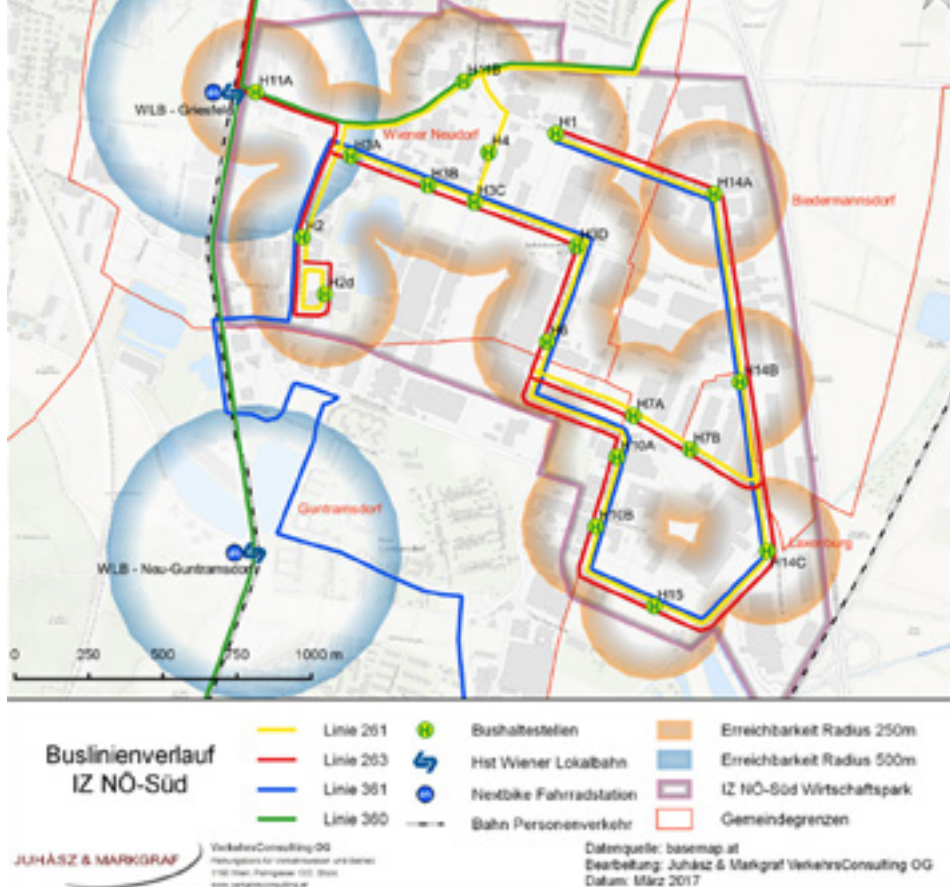 H11A
H11B
WLB - Griesfeld
Wiener Neudorf
H1
H4
H3A
H3B
H3C
H14A
Biedermannsdorf
H2
H3D
H2d
H6
H14B
H7A
H7B
H10A
Guntramsdorf
H10B
Laxenburg
H14C
WLB - Neu-Guntramsdorf
H15
0 250 500 750 1000 m
Buslinienverlauf
IZ NÖ-Süd
Linie 261
Linie 263
Linie 361
Linie 360
Bushaltestellen
Hst Wiener Lokalbahn
Nextbike Fahrradstation
Bahn Personenverkehr
Erreichbarkeit Radius 250m
Erreichbarkeit Radius 500m
IZ NÖ-Süd Wirtschaftspark
Gemeindegrenzen
JUHÁSZ & MARKGRAF
VerkehrsConsulting OG
Datenquelle: basemap.at
Bearbeitung: Juhász & Markgraf VerkehrsConsulting OG
Datum: März 2017